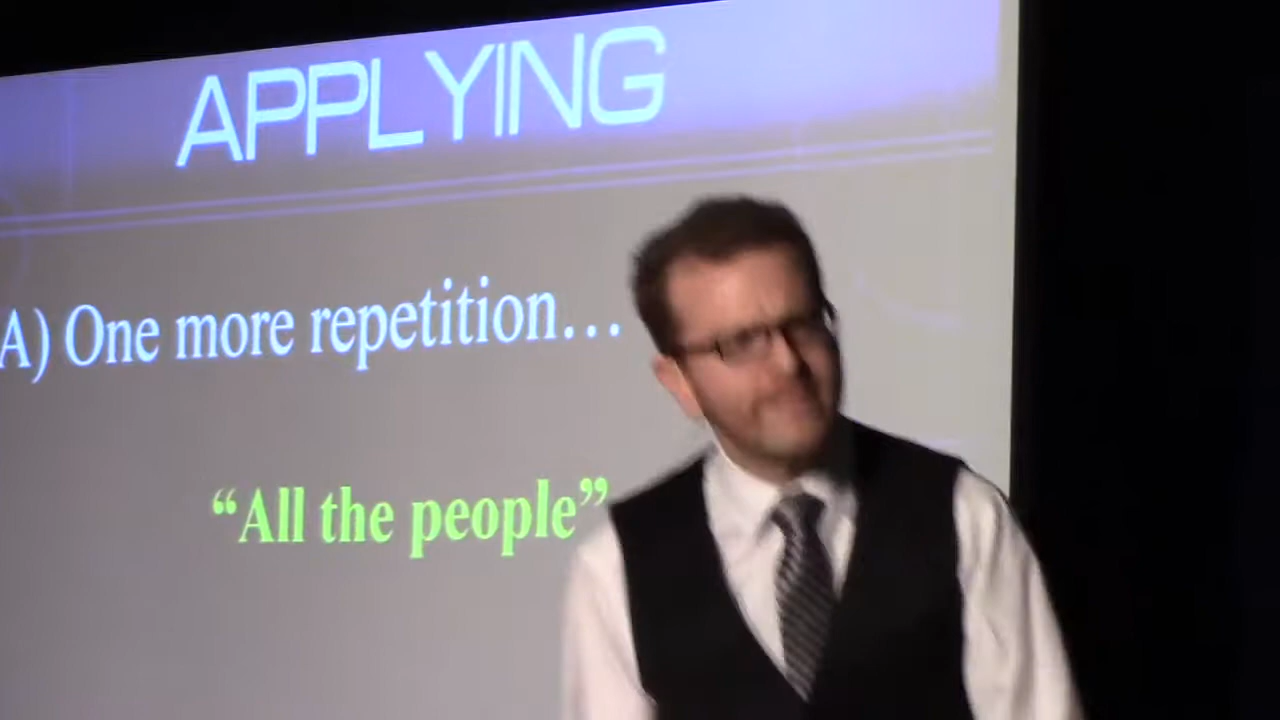 APPLYING
A) One more repetition…
“All the people”